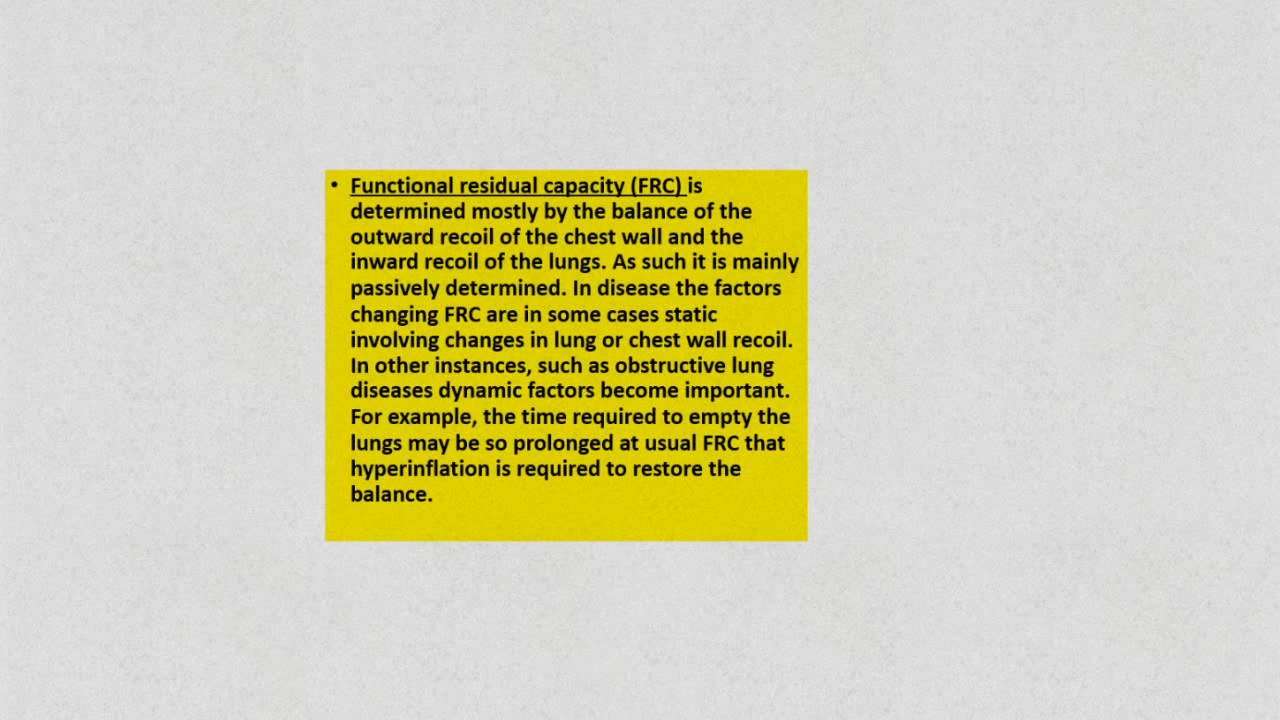 • Functional residual capacity (FRC) is
determined mostly by the balance of the
outward recoil of the chest wall and the
inward recoil of the lungs. As such it is mainly
passively determined. In disease the factors
changing FRC are in some cases static
involving changes in lung or chest wall recoil.
In other instances, such as obstructive lung
diseases dynamic factors become important.
For example, the time required to empty the
lungs may be so prolonged at usual FRC that
hyperinflation is required to restore the
balance.